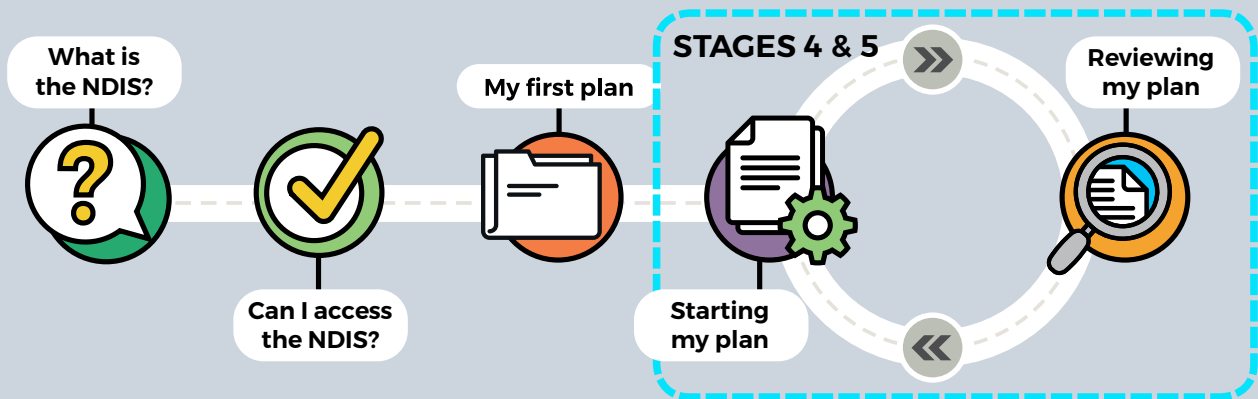 What is
the NDIS?
Can I access
the NDIS?
My first plan
STAGES 4 & 5
Starting
my plan
Reviewing
my plan